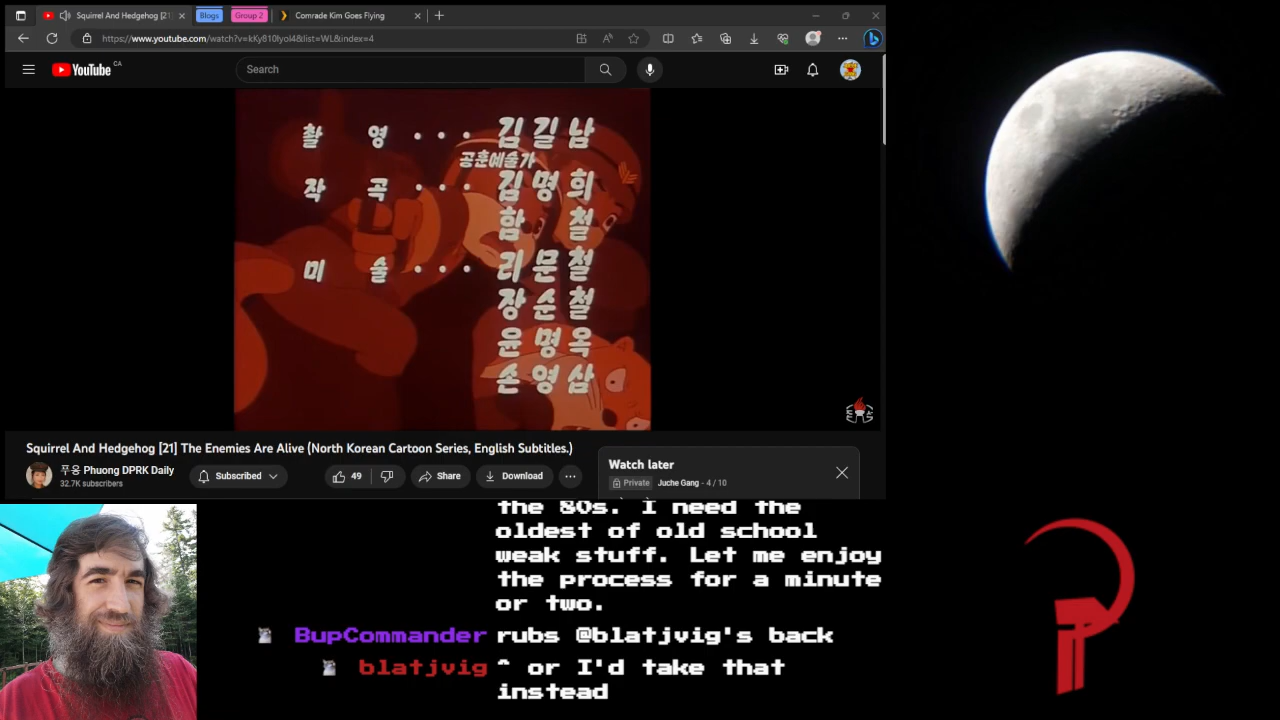 Squirrel And Hedgehog [21]
Blogs
Group 2
Comrade Kim Goes Flying
https://www.youtube.com/watch?v=kKy810Iyol4&list=WL&index=4
YouTube CA
Search
촬 영 · · · 김길남
공훈예술가
작 곡 · · · 김명희
함 철
미 술 · · · 리문철
장순철
윤명옥
손영삼
Squirrel And Hedgehog [21] The Enemies Are Alive (North Korean Cartoon Series, English Subtitles.)
푸옹 Phuong DPRK Daily
32.7K subscribers
Subscribed
49
Share
Download
Watch later
Private Juche Gang - 4 / 10
the 80s. I need the
oldest of old school
weak stuff. Let me enjoy
the process for a minute
or two.
BupCommander rubs @blatjvig's back
blatjvig ^ or I'd take that
instead